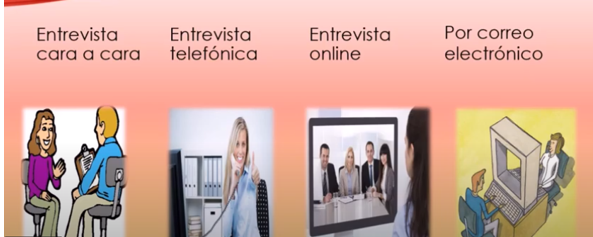 Entrevista
cara a cara
Entrevista
telefónica
Entrevista
online
Por correo
electrónico